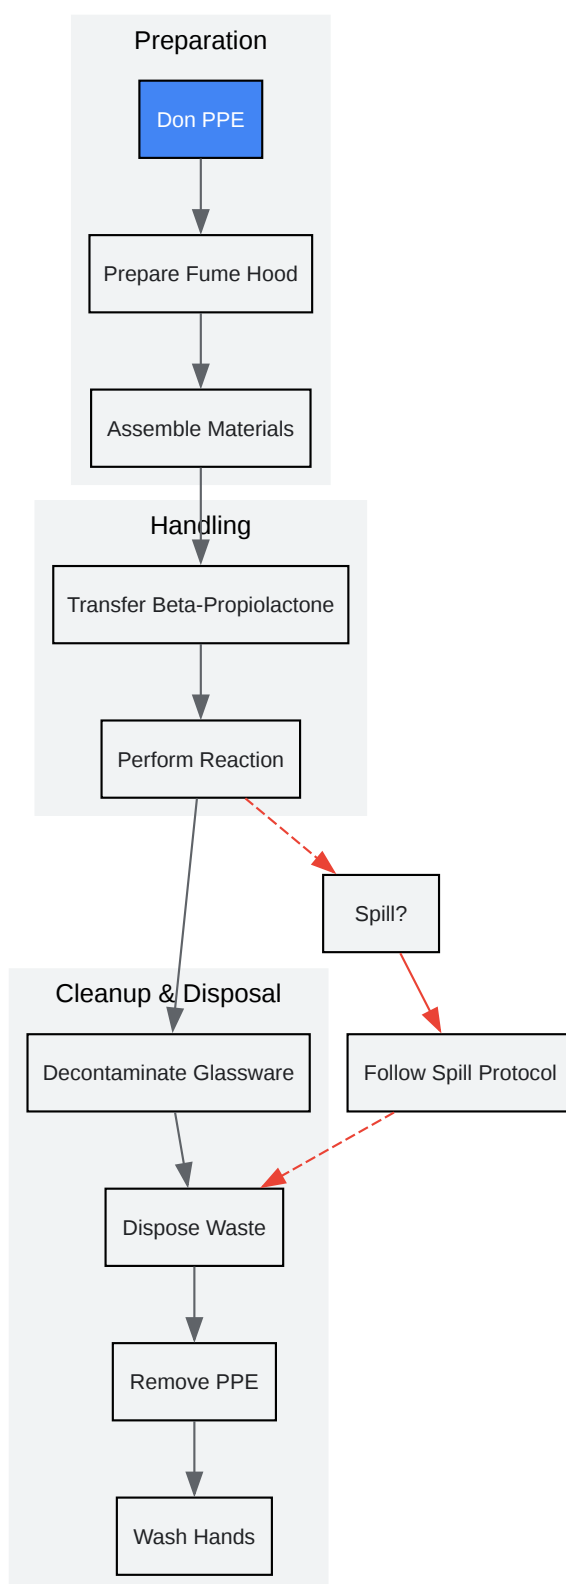 Preparation
Don PPE
Prepare Fume Hood
Assemble Materials
Handling
Transfer Beta-Propiolactone
Perform Reaction
Spill?
Cleanup & Disposal
Decontaminate Glassware
Follow Spill Protocol
Dispose Waste
Remove PPE
Wash Hands